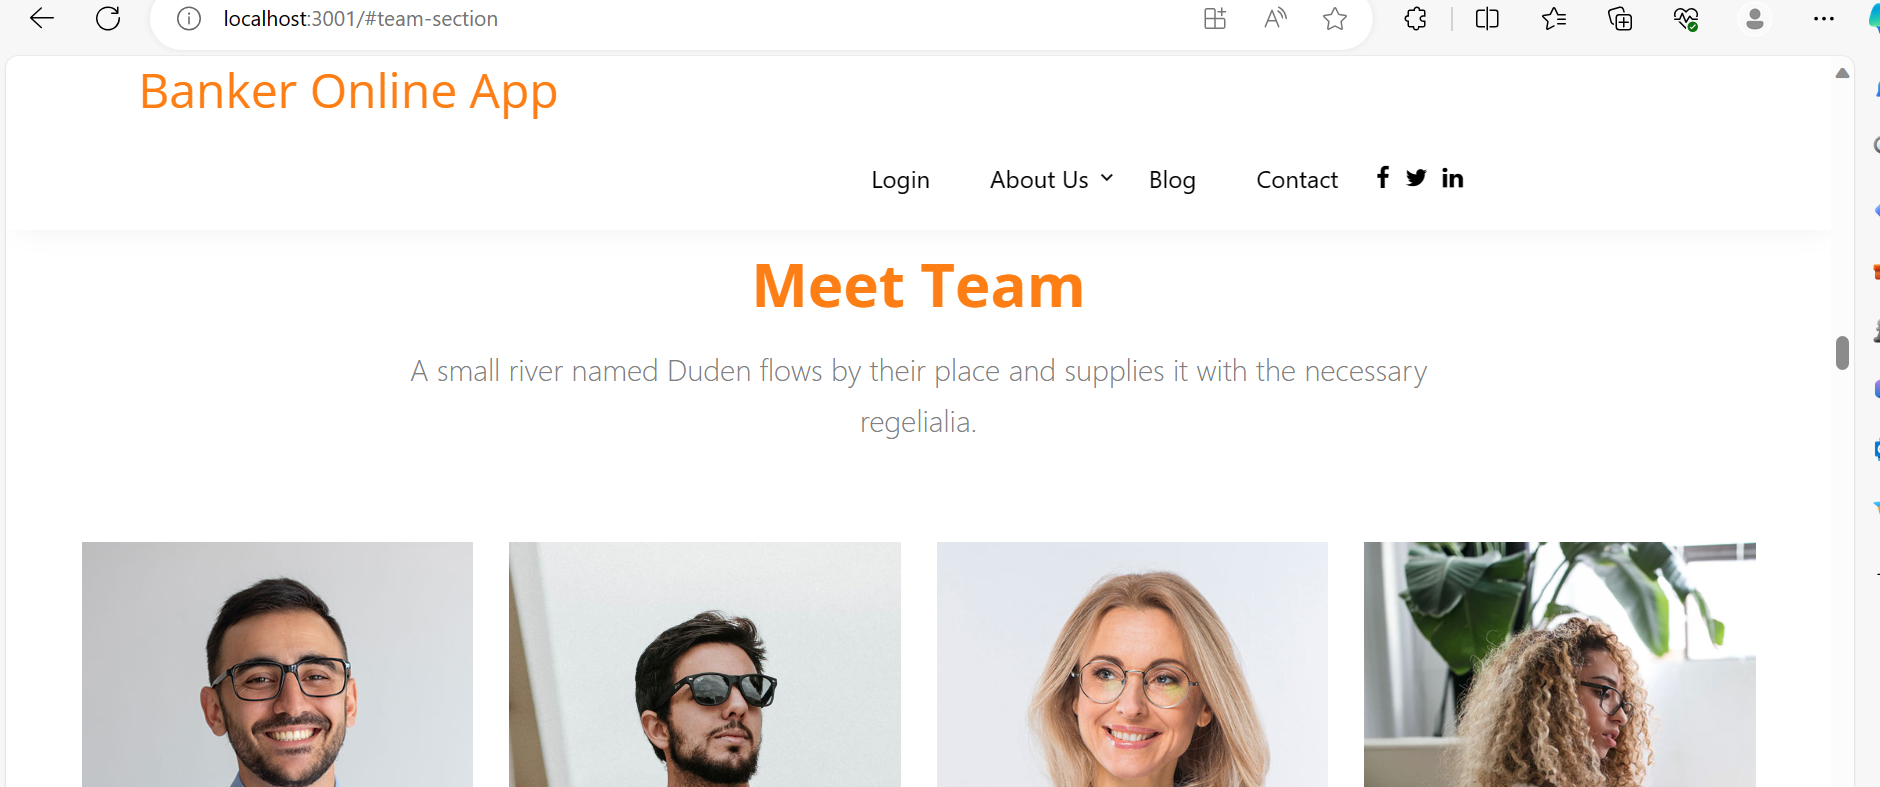 localhost:3001/#team-section
Banker Online App
Login About Us Blog Contact
Meet Team
A small river named Duden flows by their place and supplies it with the necessary
regelialia.